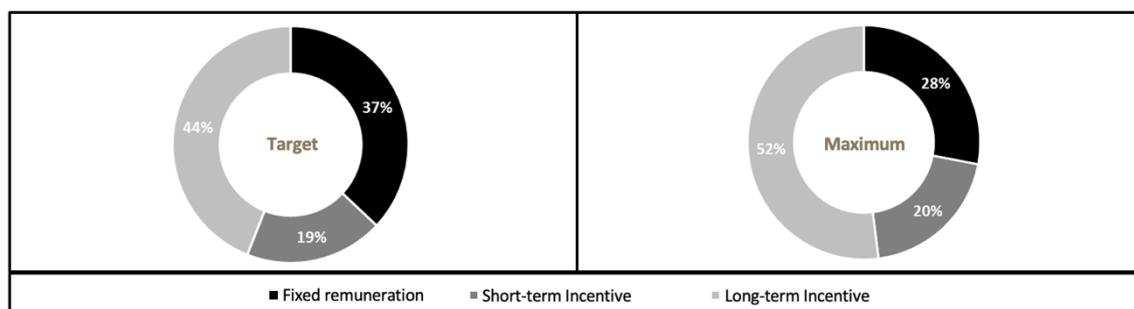 37%
44%
Target
19%
28%
52%
Maximum
20%
Fixed remuneration
Short-term Incentive
Long-term Incentive